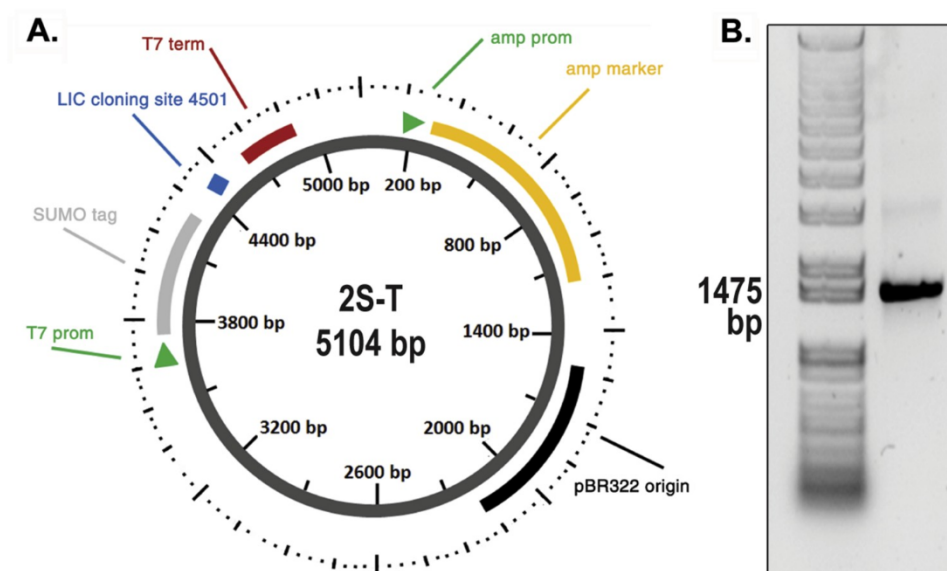 A.
B.
T7 term
amp prom
amp marker
LIC cloning site 4501
SUMO tag
T7 prom
5000 bp
200 bp
4400 bp
800 bp
3800 bp
1400 bp
3200 bp
2000 bp
2600 bp
2S-T
5104 bp
pBR322 origin
1475
bp